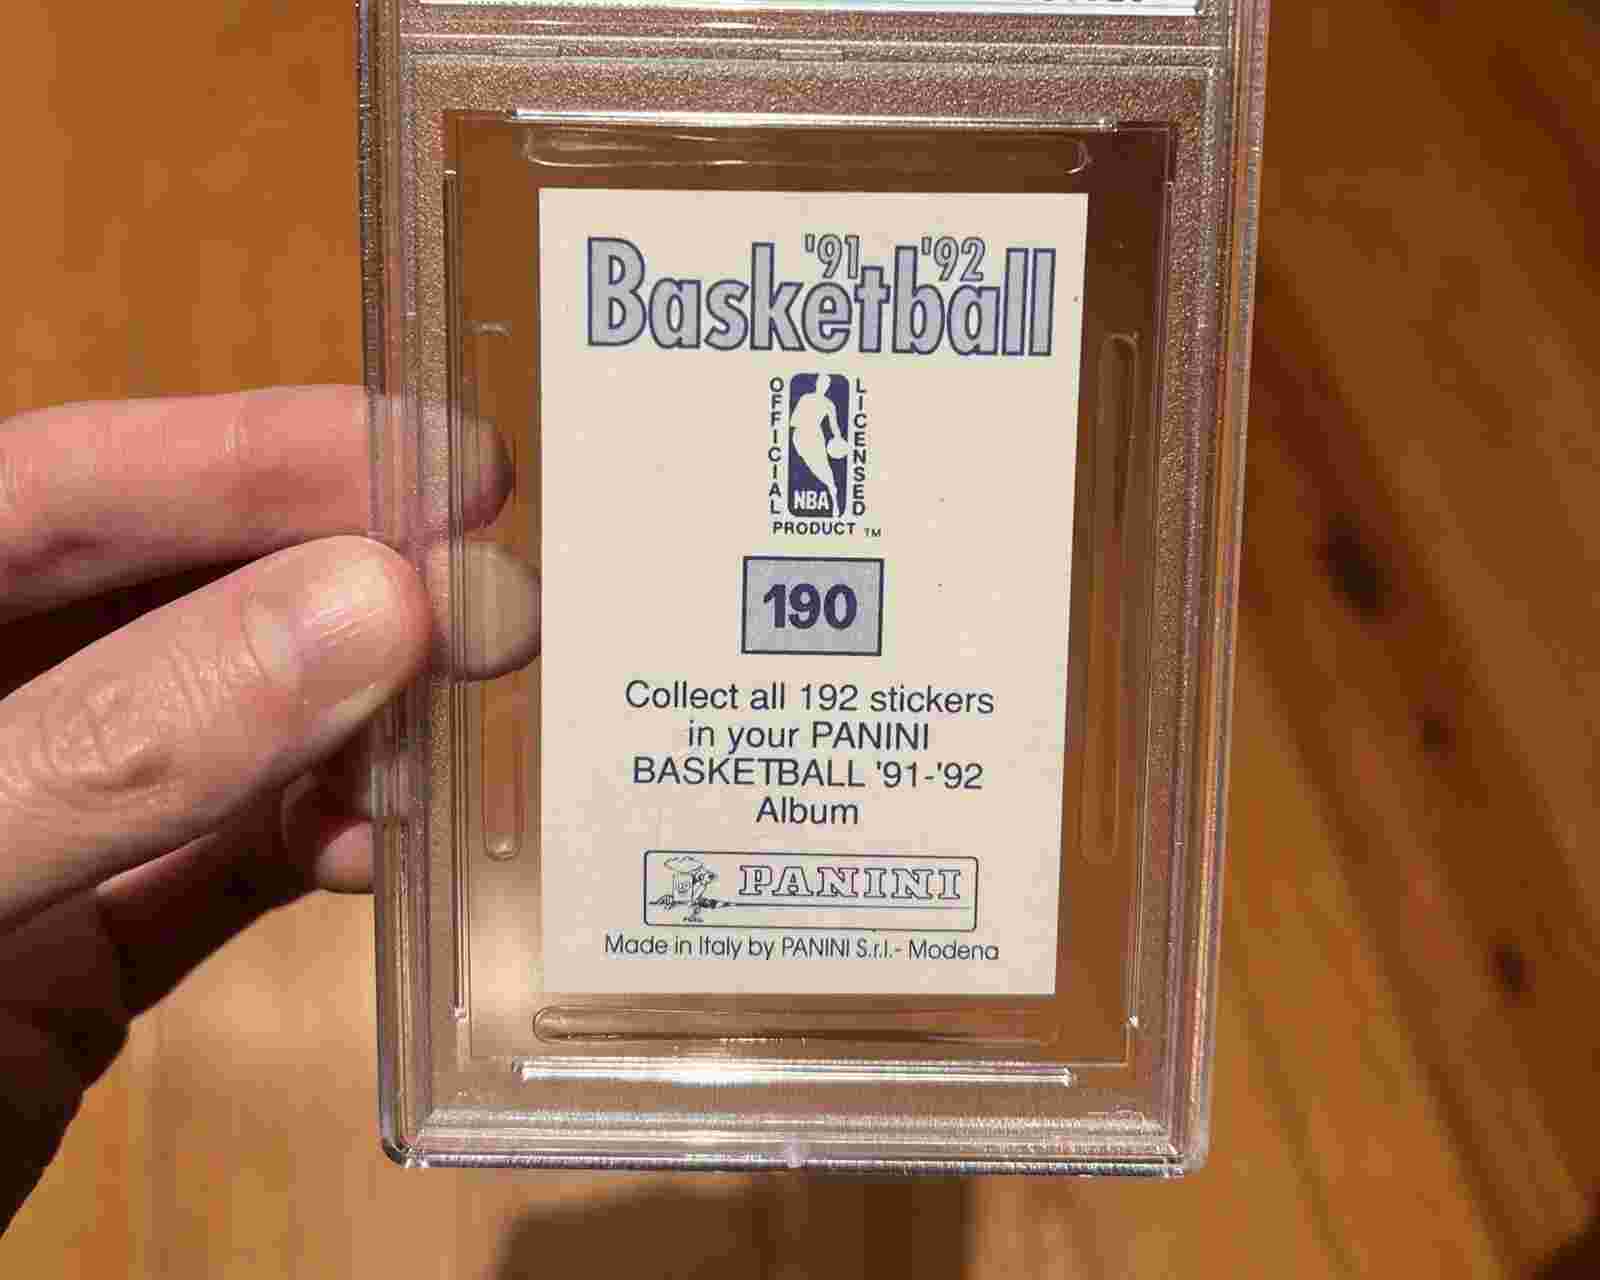 '91 '92
Basketball
OFFICIAL
LICENSED
NBA
PRODUCT TM
190
Collect all 192 stickers
in your PANINI
BASKETBALL '91-'92
Album
PANINI
Made in Italy by PANINI S.r.l.- Modena